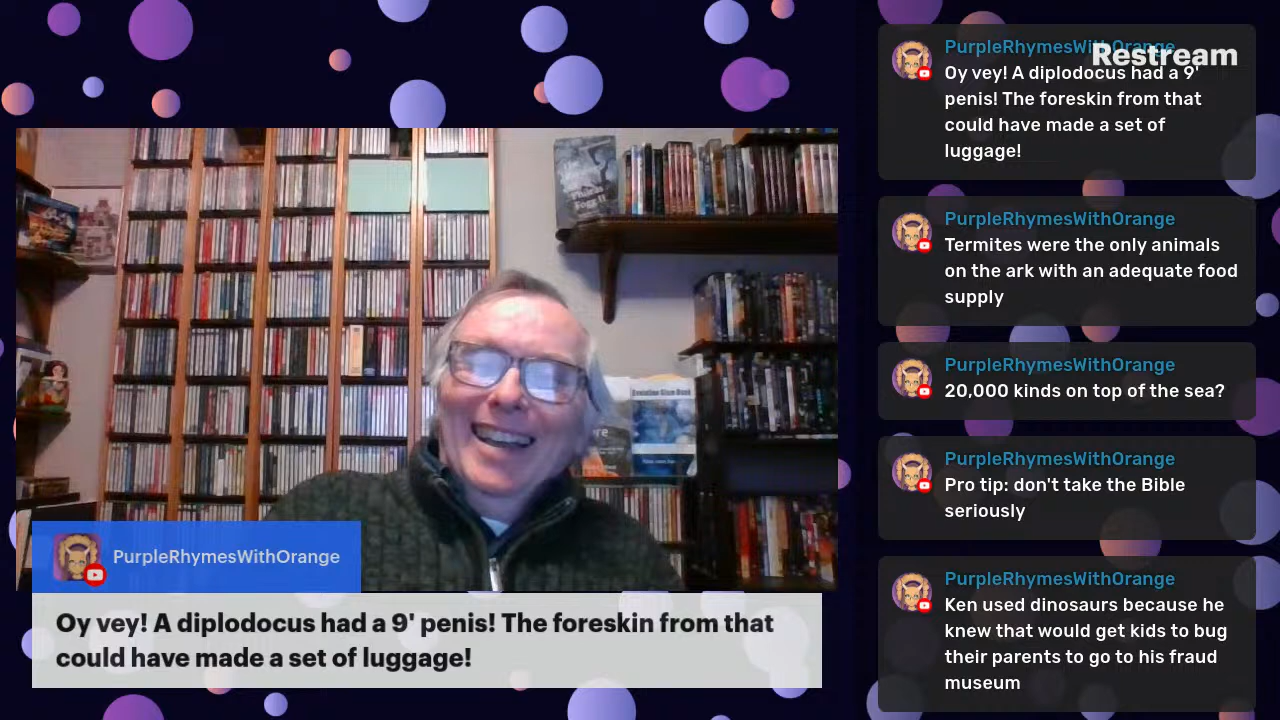 PurpleRhymesWithOrange
Oy vey! A diplodocus had a 9' penis! The foreskin from that
could have made a set of luggage!
Restream
PurpleRhymesWithOrange
Oy vey! A diplodocus had a 9'
penis! The foreskin from that
could have made a set of
luggage!
PurpleRhymesWithOrange
Termites were the only animals
on the ark with an adequate food
supply
PurpleRhymesWithOrange
20,000 kinds on top of the sea?
PurpleRhymesWithOrange
Pro tip: don't take the Bible
seriously
PurpleRhymesWithOrange
Ken used dinosaurs because he
knew that would get kids to bug
their parents to go to his fraud
museum